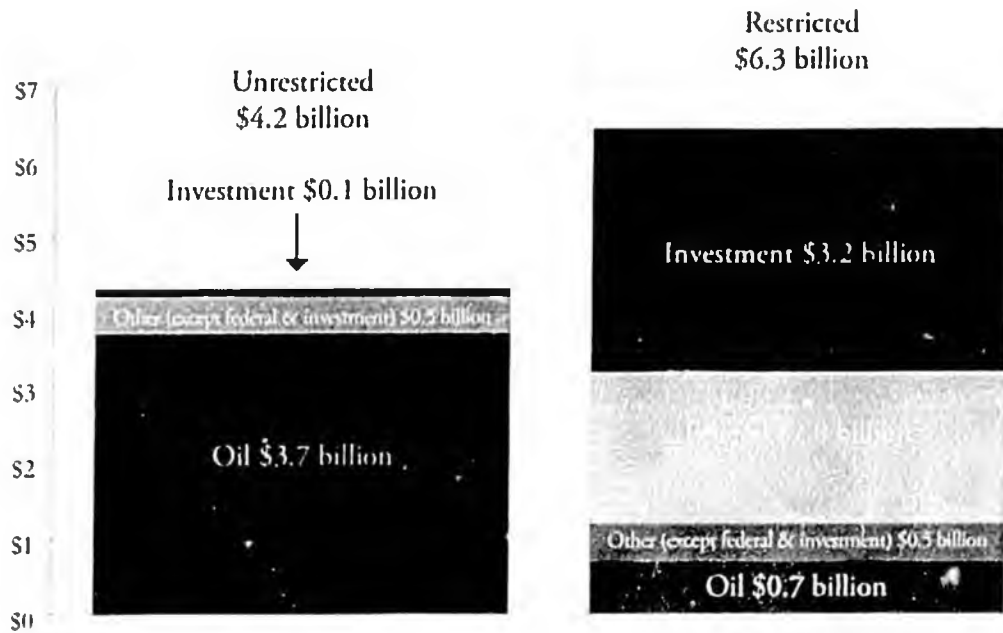 Restricted
$6.3 billion
Unrestricted
$4.2 billion
Investment $0.1 billion
$7
$6
$5
$4
$3
$2
$1
$0
Other (except federal & investment) $0.5 billion
Oil $3.7 billion
Investment $3.2 billion
Other (except federal & investment) $0.5 billion
Oil $0.7 billion